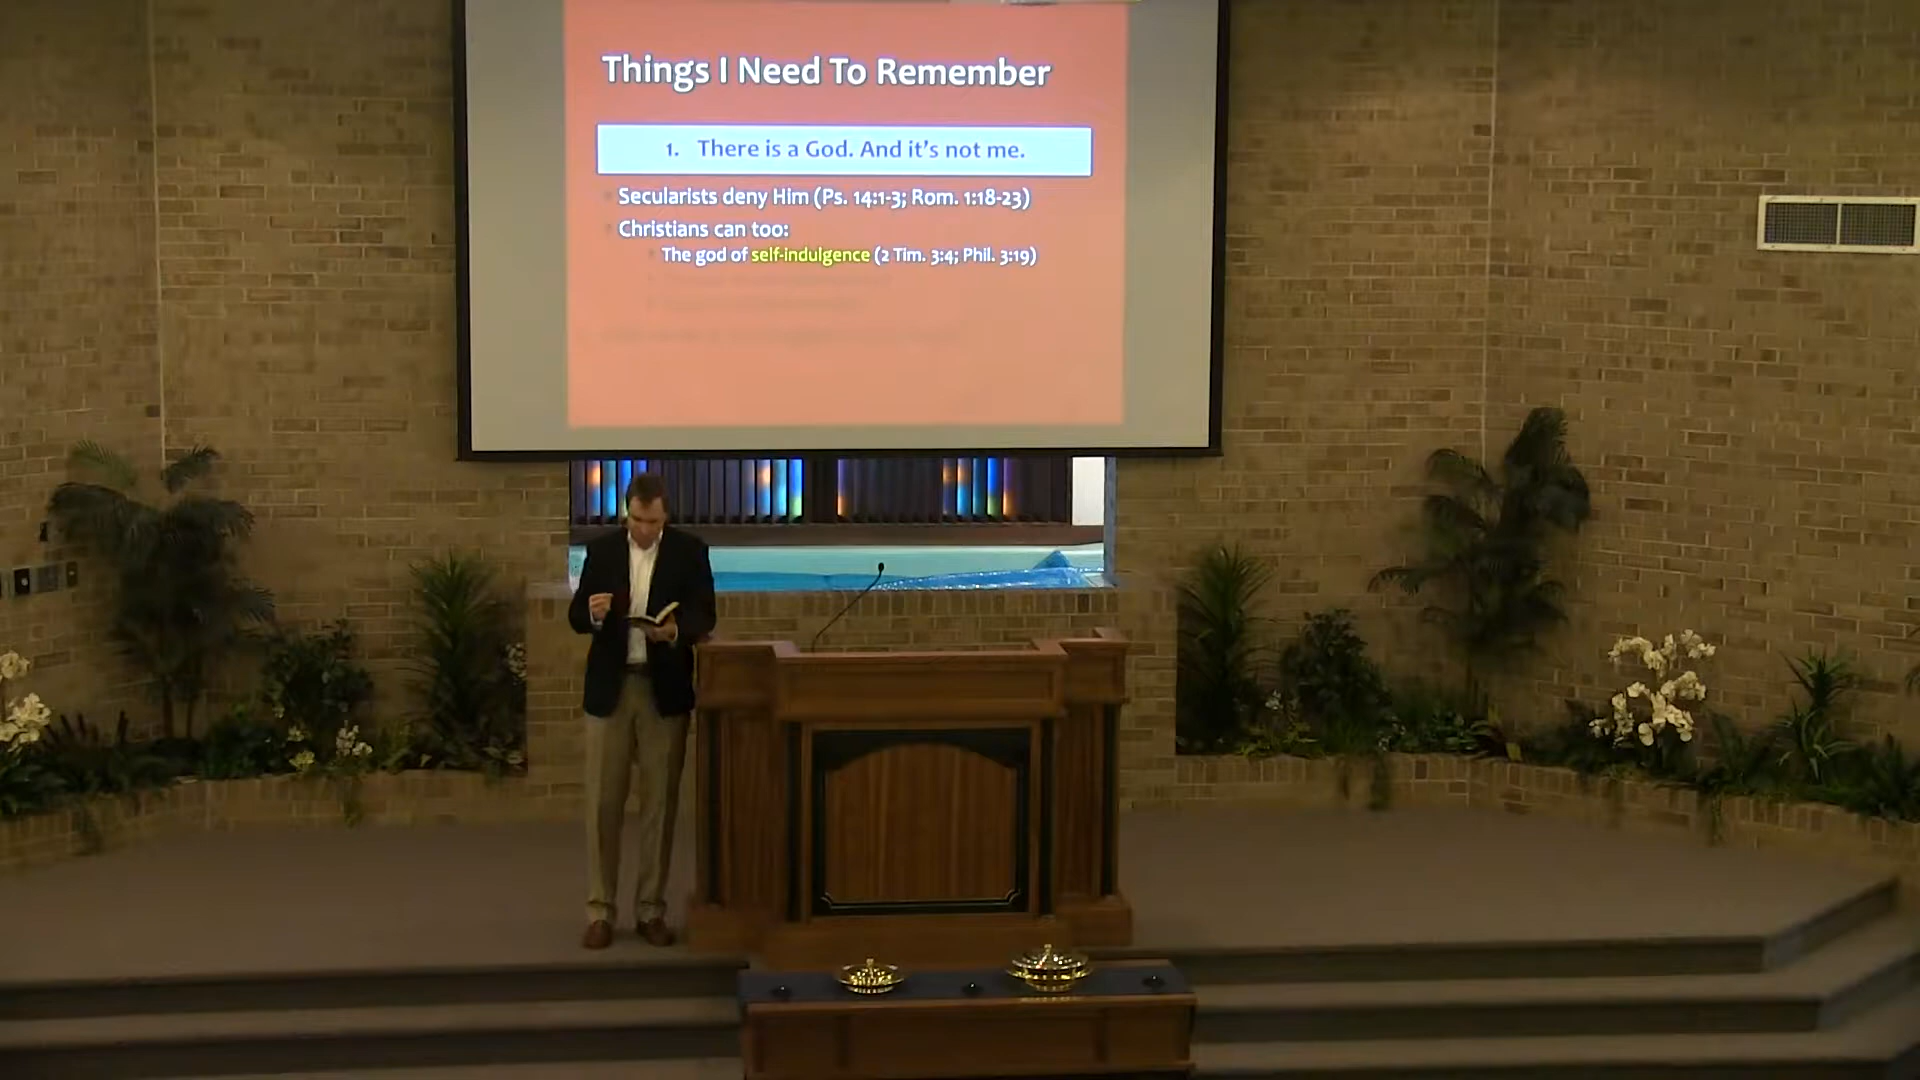 Things I Need To Remember
1. There is a God. And it's not me.
Secularists deny Him (Ps. 14:1-3; Rom. 1:18-23)
Christians can too:
The god of self-indulgence (2 Tim. 3:4; Phil. 3:19)